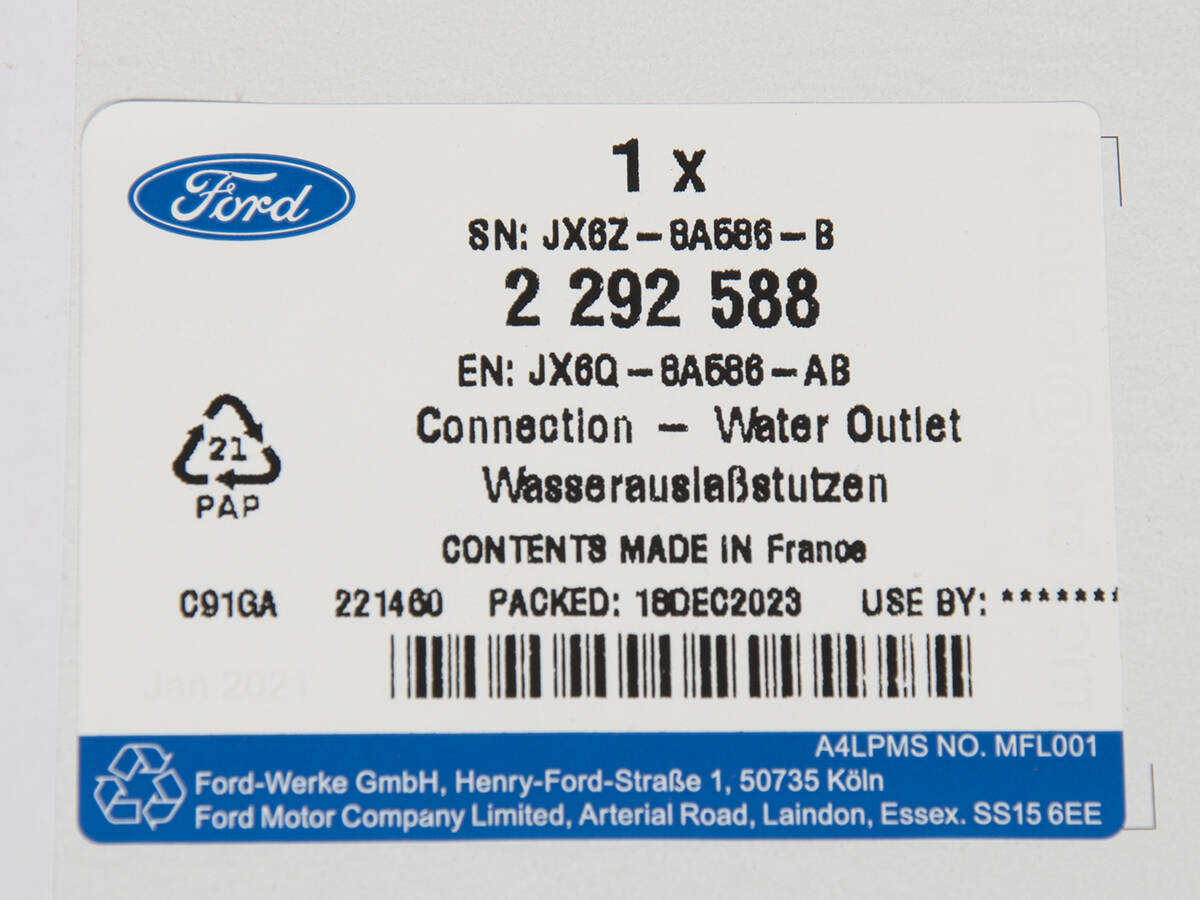 Ford
1 x
SN: JX6Z-8A586-B
2 292 588
EN: JX6Q-8A586-AB
Connection - Water Outlet
Wasserauslaßstutzen
21
PAP
CONTENTS MADE IN France
C91GA 221460 PACKED: 18DEC2023 USE BY: *******
Jan 2021
A4LPMS NO. MFL001
Ford-Werke GmbH, Henry-Ford-Straße 1, 50735 Köln
Ford Motor Company Limited, Arterial Road, Laindon, Essex. SS15 6EE